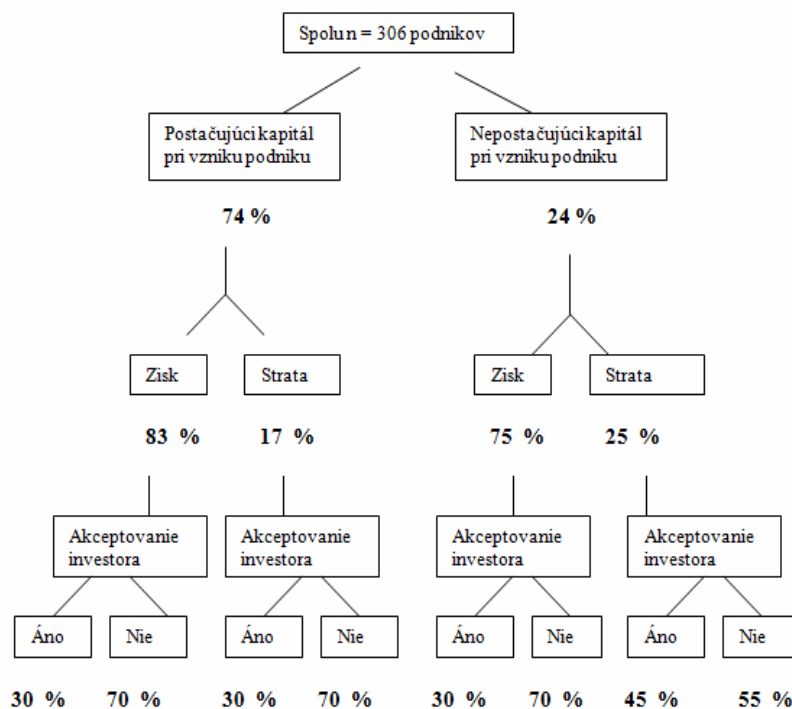 Spolu n = 306 podnikov
Postačujúci kapitál
pri vzniku podniku
Nepostačujúci kapitál
pri vzniku podniku
74 %
24 %
Zisk
Strata
Zisk
Strata
83 %
17 %
75 %
25 %
Akceptovanie
investora
Akceptovanie
investora
Akceptovanie
investora
Akceptovanie
investora
Áno
Nie
Áno
Nie
Áno
Nie
Áno
Nie
30 %
70 %
30 %
70 %
30 %
70 %
45 %
55 %